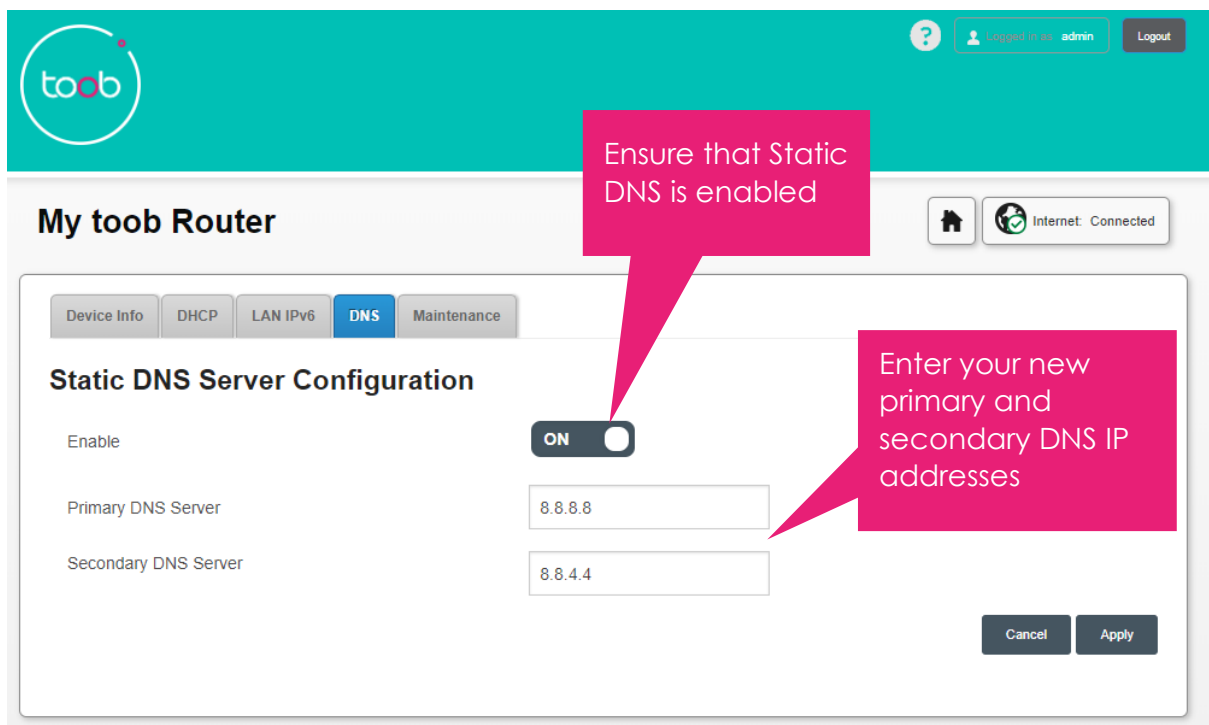 toob
?
Logged in as admin
Logout
Ensure that Static
DNS is enabled
My toob Router
Internet: Connected
Device Info DHCP LAN IPv6 DNS Maintenance
Static DNS Server Configuration
Enter your new
primary and
secondary DNS IP
addresses
Enable
ON
Primary DNS Server
8.8.8.8
Secondary DNS Server
8.8.4.4
Cancel Apply